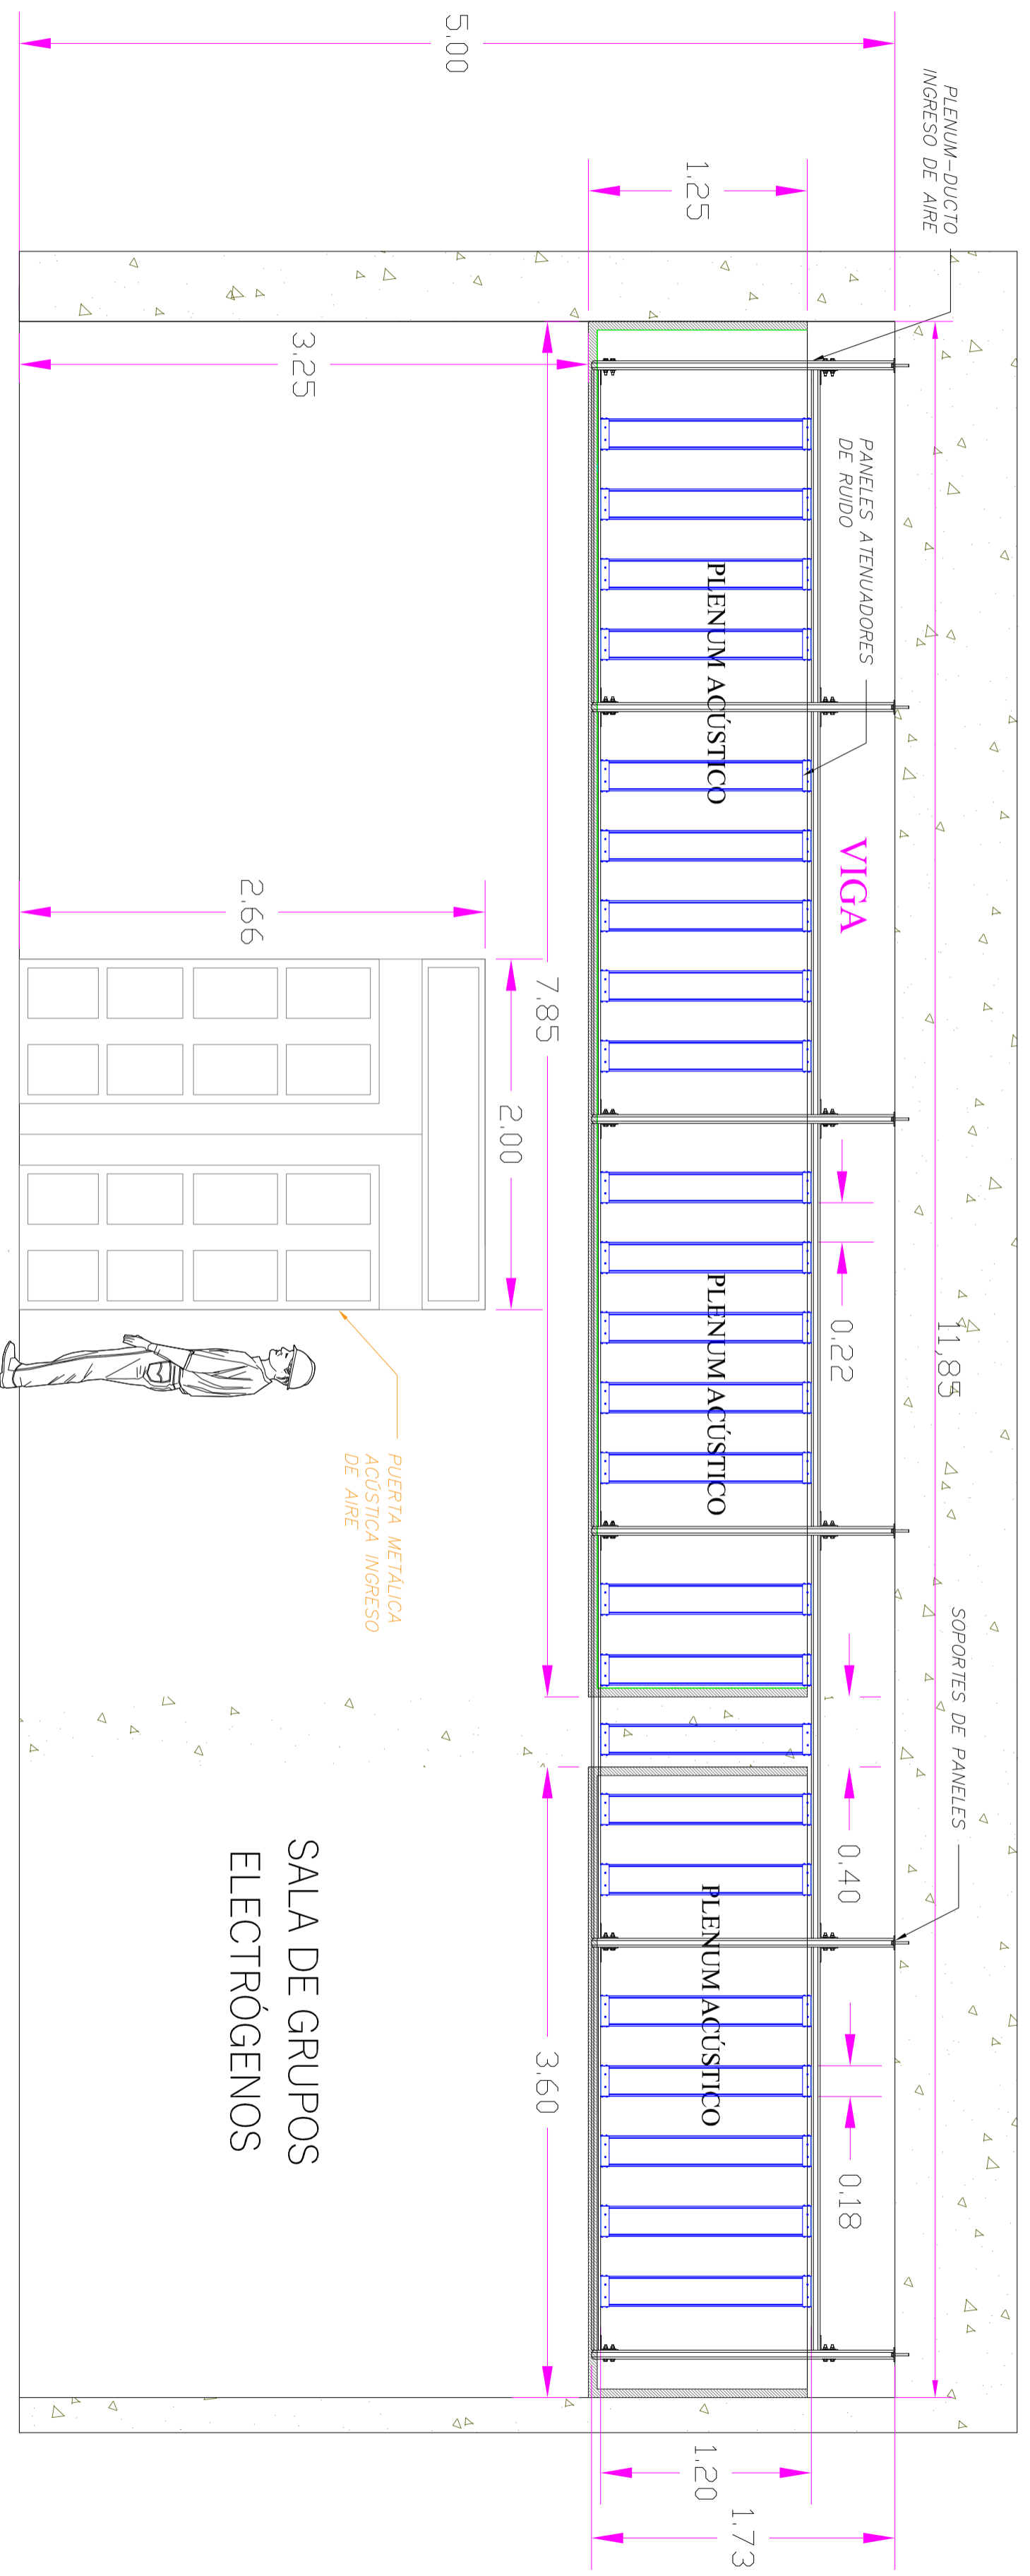 5,00
PLENUM-DUCTO
INGRESO DE AIRE
1,25
3,25
PANELES ATENUADORES
DE RUIDO
PLENUM ACÚSTICO
VIGA
2,66
7,85
2,00
11,85
0,22
PLENUM ACÚSTICO
PUERTA METÁLICA
ACÚSTICA INGRESO
DE AIRE
SOPORTES DE PANELES
0,40
SALA DE GRUPOS
ELECTRÓGENOS
PLENUM ACÚSTICO
3,60
0,18
1,20
1,73